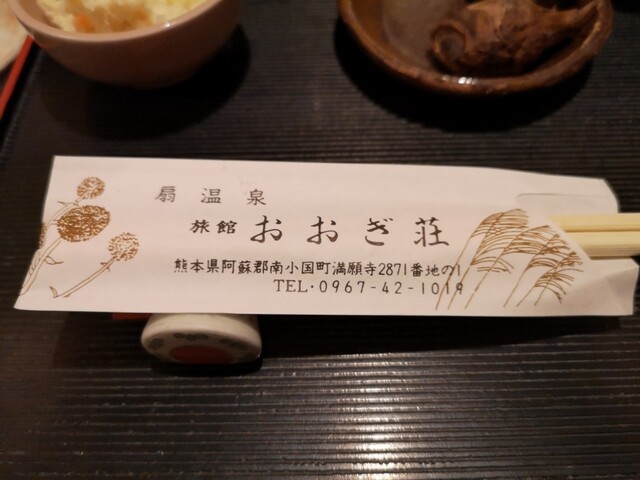 扇温泉
旅館 おおぎ荘
熊本県阿蘇郡南小国町満願寺2871番地の1
TEL・0967-42-1019